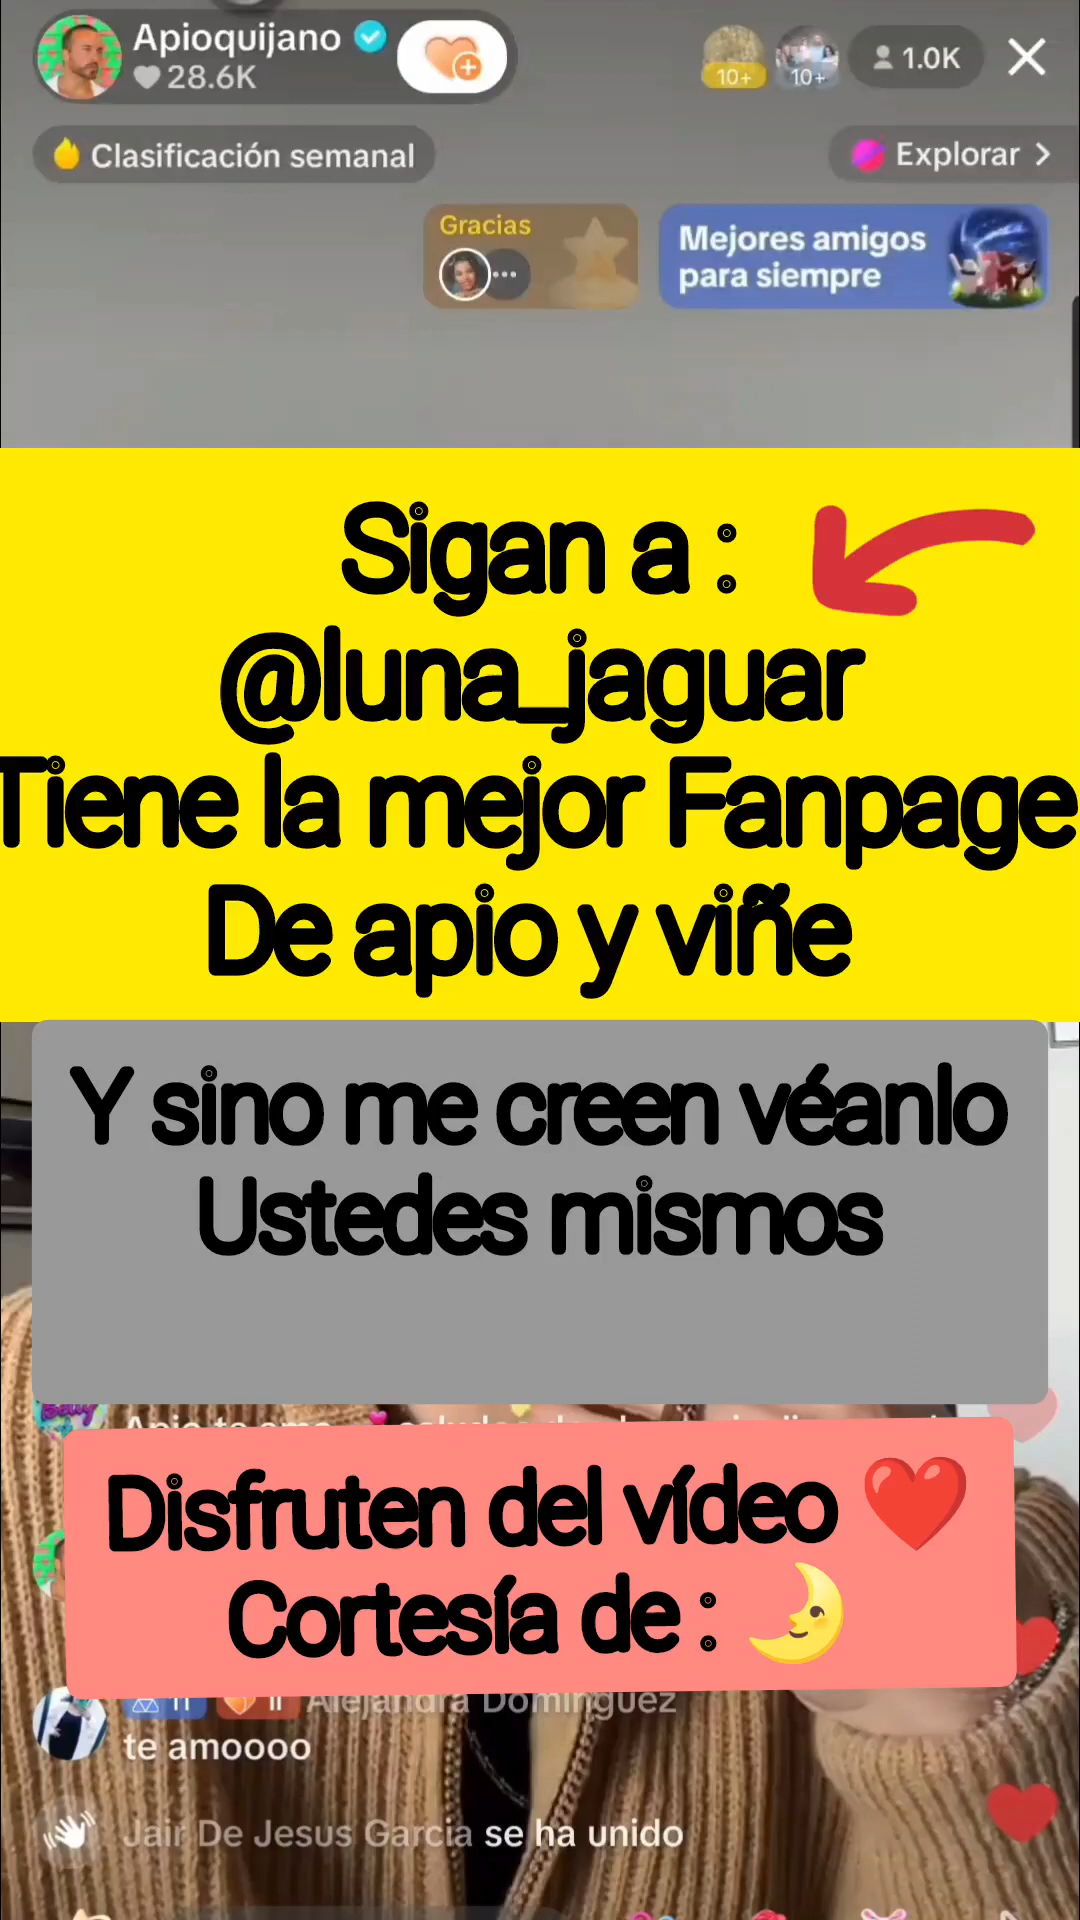 Apioquijano
28.6K
10+
10+
1.0K
Clasificación semanal
Explorar >
Gracias
Mejores amigos
para siempre
Sigan a :
@luna_jaguar
Tiene la mejor Fanpage
De apio y viñe
Y sino me creen véanlo
Ustedes mismos
Disfruten del vídeo ❤️
Cortesía de : 🌛
11 II Alejandra Dominguez
te amoooo
Jair De Jesus Garcia se ha unido